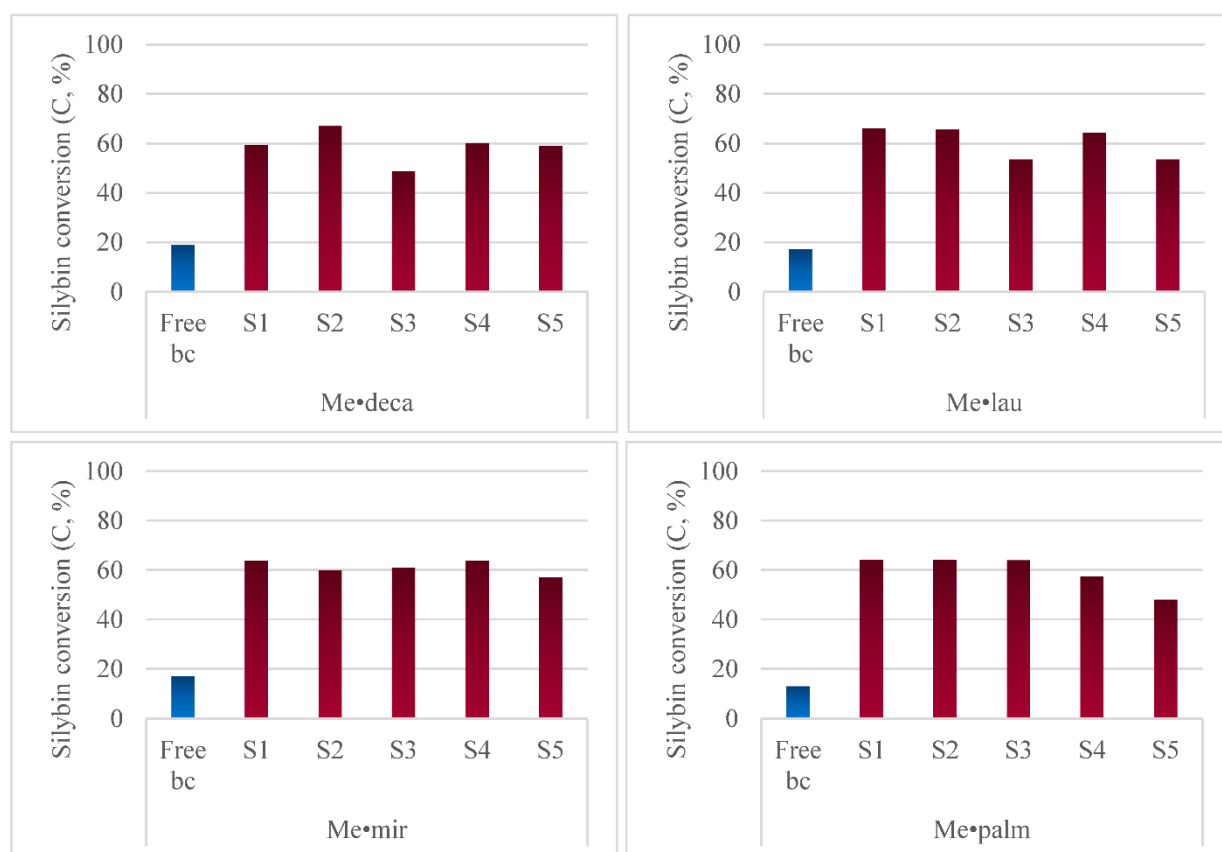 Silybin conversion (C, %)
100
80
60
40
20
0
Free bc S1 S2 S3 S4 S5
Me•deca
Silybin conversion (C, %)
100
80
60
40
20
0
Free bc S1 S2 S3 S4 S5
Me•lau
Silybin conversion (C, %)
100
80
60
40
20
0
Free bc S1 S2 S3 S4 S5
Me•mir
Silybin conversion (C, %)
100
80
60
40
20
0
Free bc S1 S2 S3 S4 S5
Me•palm